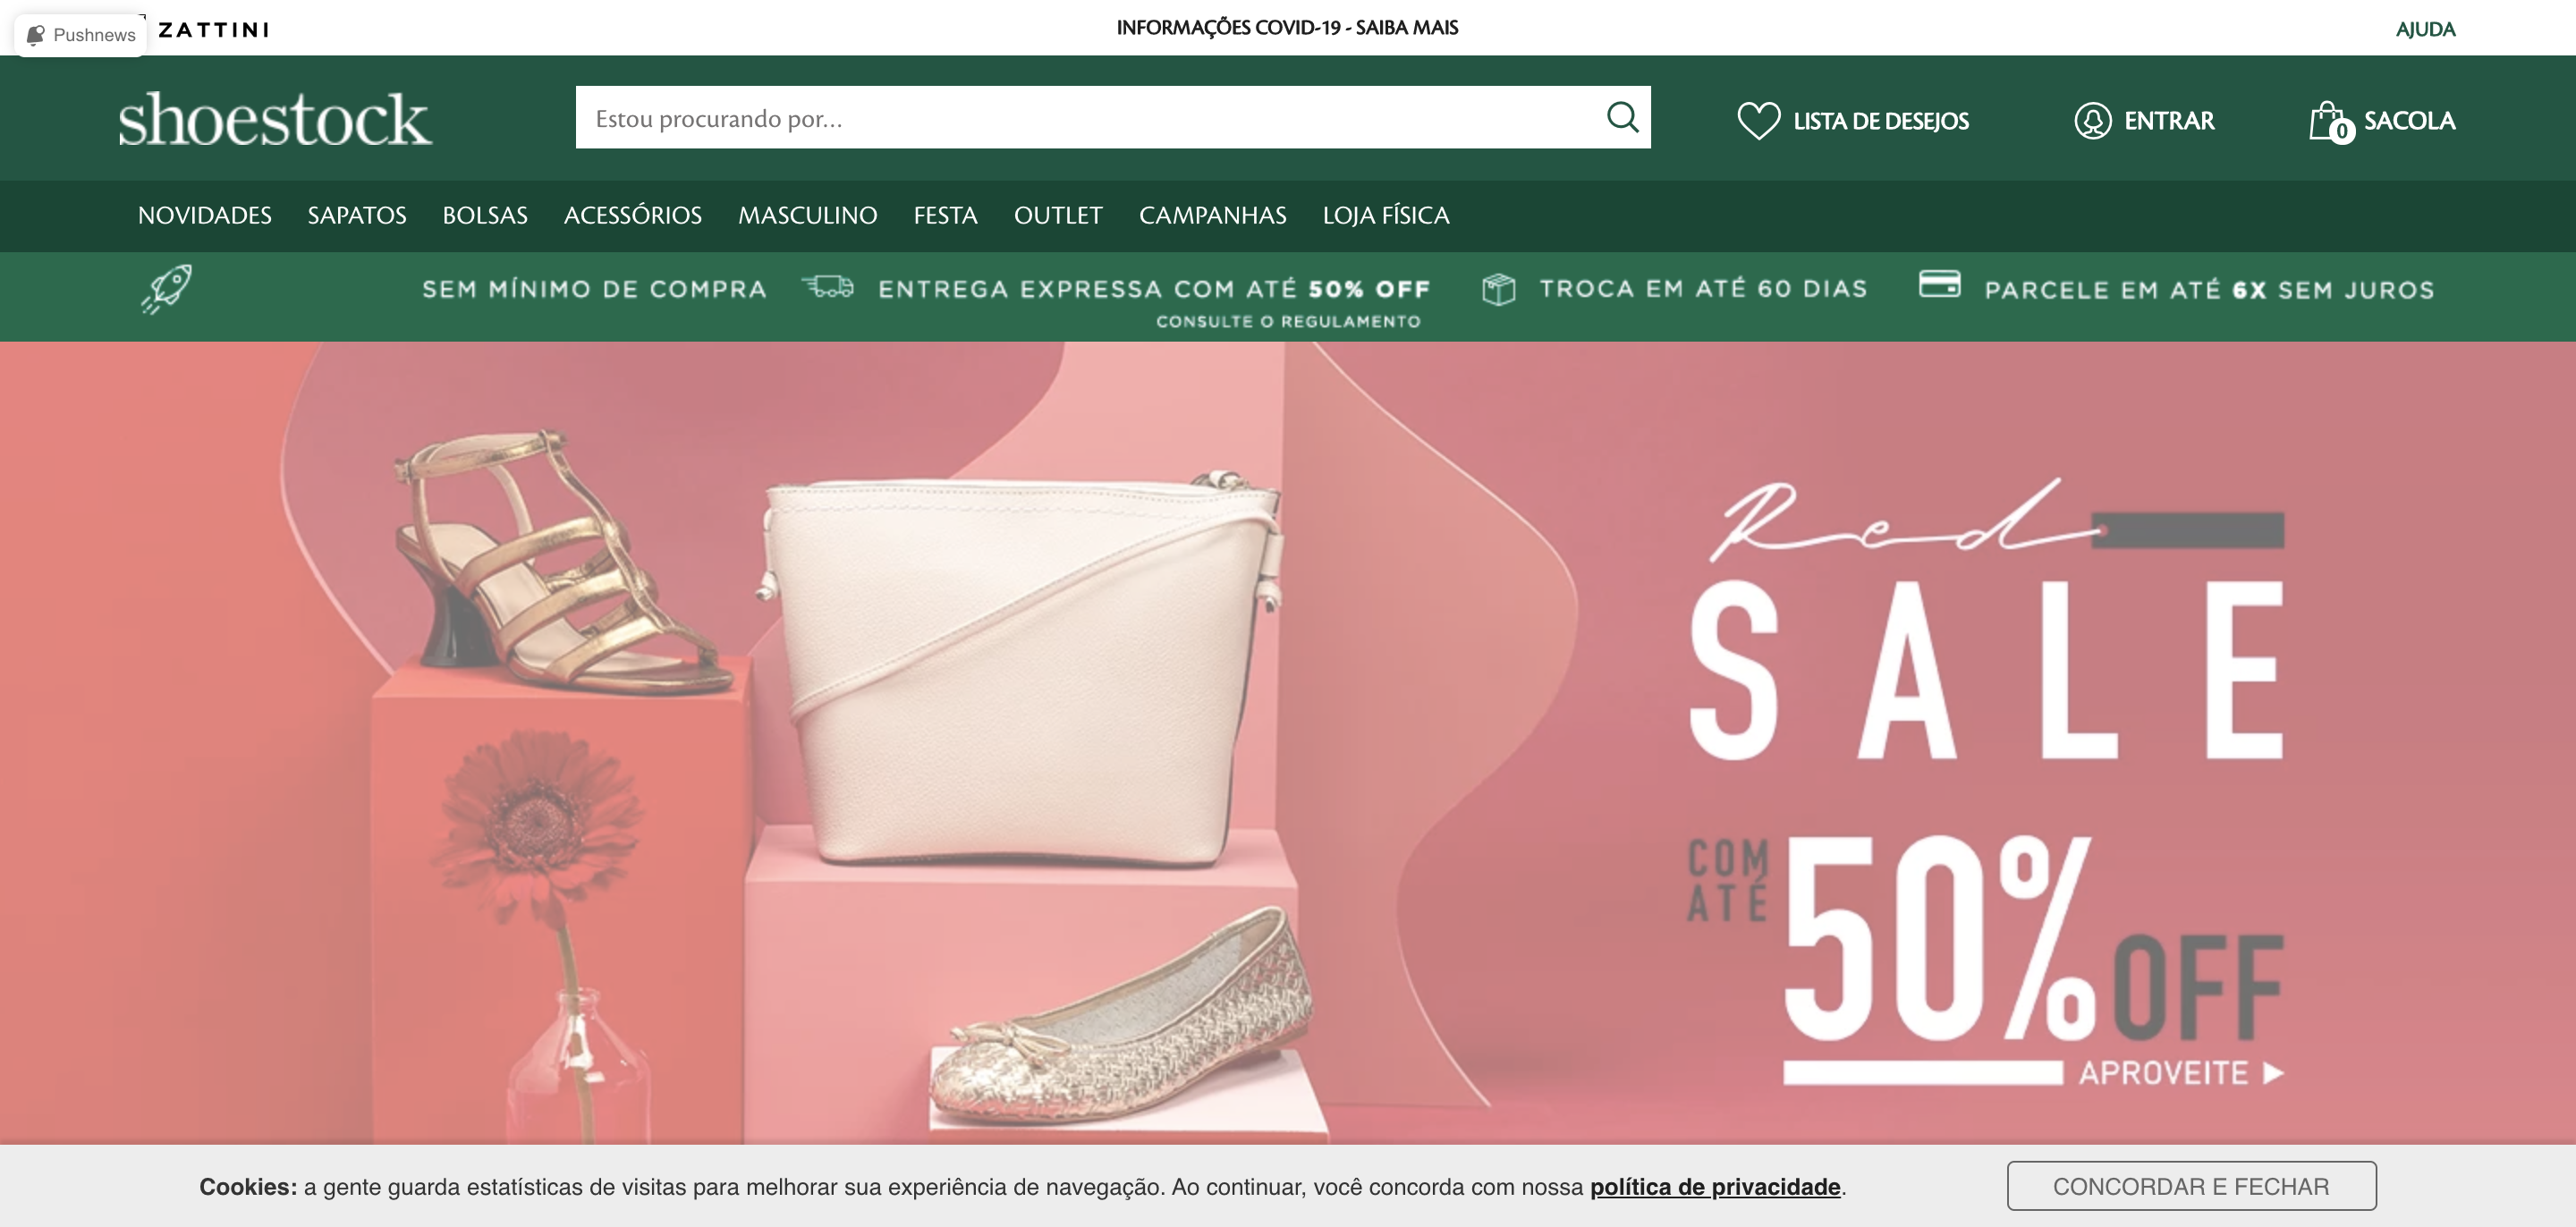 Pushnews
ZATTINI
INFORMAÇÕES COVID-19 - SAIBA MAIS
AJUDA
shoestock
Estou procurando por...
LISTA DE DESEJOS
ENTRAR
0
SACOLA
NOVIDADES SAPATOS BOLSAS ACESSÓRIOS MASCULINO FESTA OUTLET CAMPANHAS LOJA FÍSICA
SEM MÍNIMO DE COMPRA
ENTREGA EXPRESSA COM ATÉ 50% OFF
CONSULTE O REGULAMENTO
TROCA EM ATÉ 60 DIAS
PARCELE EM ATÉ 6X SEM JUROS
Red
SALE
COM
ATÉ
50% OFF
APROVEITE
Cookies: a gente guarda estatísticas de visitas para melhorar sua experiência de navegação. Ao continuar, você concorda com nossa política de privacidade.
CONCORDAR E FECHAR